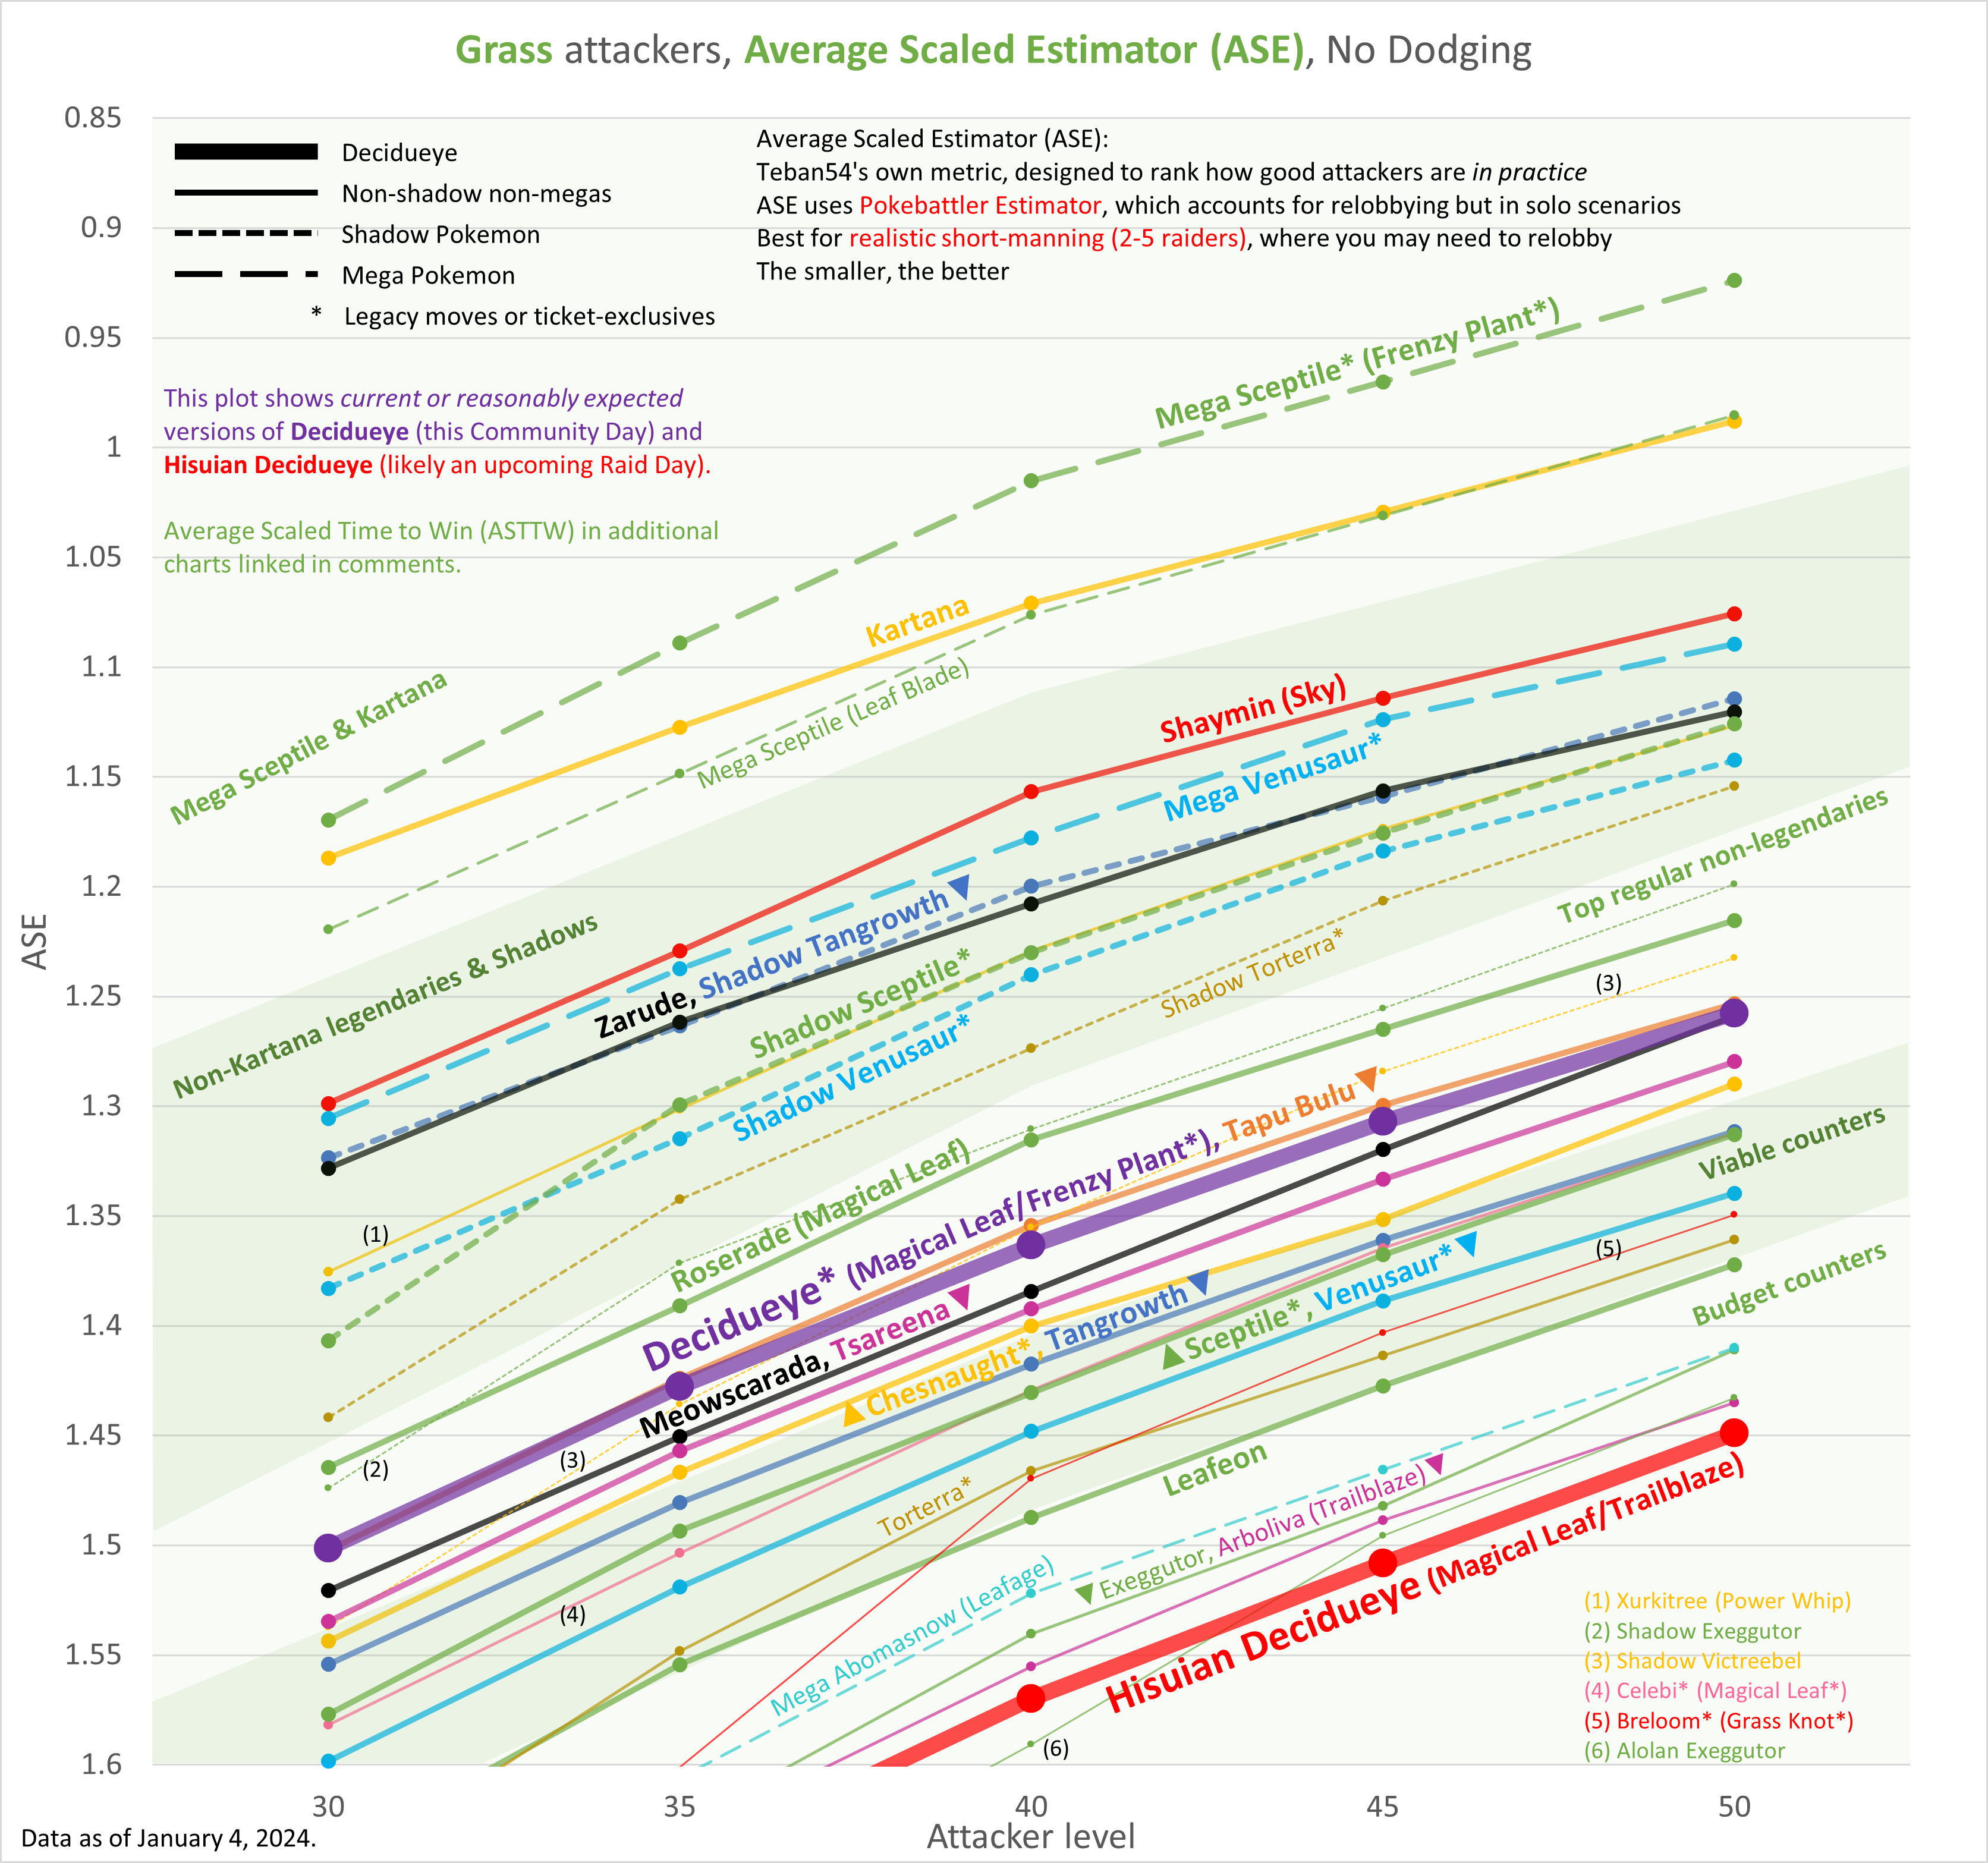 Grass attackers, Average Scaled Estimator (ASE), No Dodging
0.85
0.9
0.95
1
1.05
1.1
1.15
1.2
1.25
1.3
1.35
1.4
1.45
1.5
1.55
1.6
ASE
Decidueye
Non-shadow non-megas
Shadow Pokemon
Mega Pokemon
* Legacy moves or ticket-exclusives
Average Scaled Estimator (ASE):
Teban54's own metric, designed to rank how good attackers are in practice
ASE uses Pokebattler Estimator, which accounts for relobbying but in solo scenarios
Best for realistic short-manning (2-5 raiders), where you may need to relobby
The smaller, the better
This plot shows current or reasonably expected
versions of Decidueye (this Community Day) and
Hisuian Decidueye (likely an upcoming Raid Day).
Average Scaled Time to Win (ASTTW) in additional
charts linked in comments.
Mega Sceptile* (Frenzy Plant*)
Kartana
Mega Sceptile & Kartana
Mega Sceptile (Leaf Blade)
Shaymin (Sky)
Mega Venusaur*
Non-Kartana legendaries & Shadows
Zarude, Shadow Tangrowth
Shadow Sceptile*
Shadow Venusaur*
Shadow Torterra*
Top regular non-legendaries
(3)
(1)
Roserade (Magical Leaf)
Decidueye* (Magical Leaf/Frenzy Plant*), Tapu Bulu
Viable counters
(2)
(3)
Meowscarada, Tsareena
Chesnaught*, Tangrowth
Sceptile*, Venusaur*
(5)
Budget counters
Torterra*
Leafeon
(4)
Mega Abomasnow (Leafage)
Exeggutor, Arboliva (Trailblaze)
Hisuian Decidueye (Magical Leaf/Trailblaze)
(6)
(1) Xurkitree (Power Whip)
(2) Shadow Exeggutor
(3) Shadow Victreebel
(4) Celebi* (Magical Leaf*)
(5) Breloom* (Grass Knot*)
(6) Alolan Exeggutor
30
35
40
45
50
Attacker level
Data as of January 4, 2024.